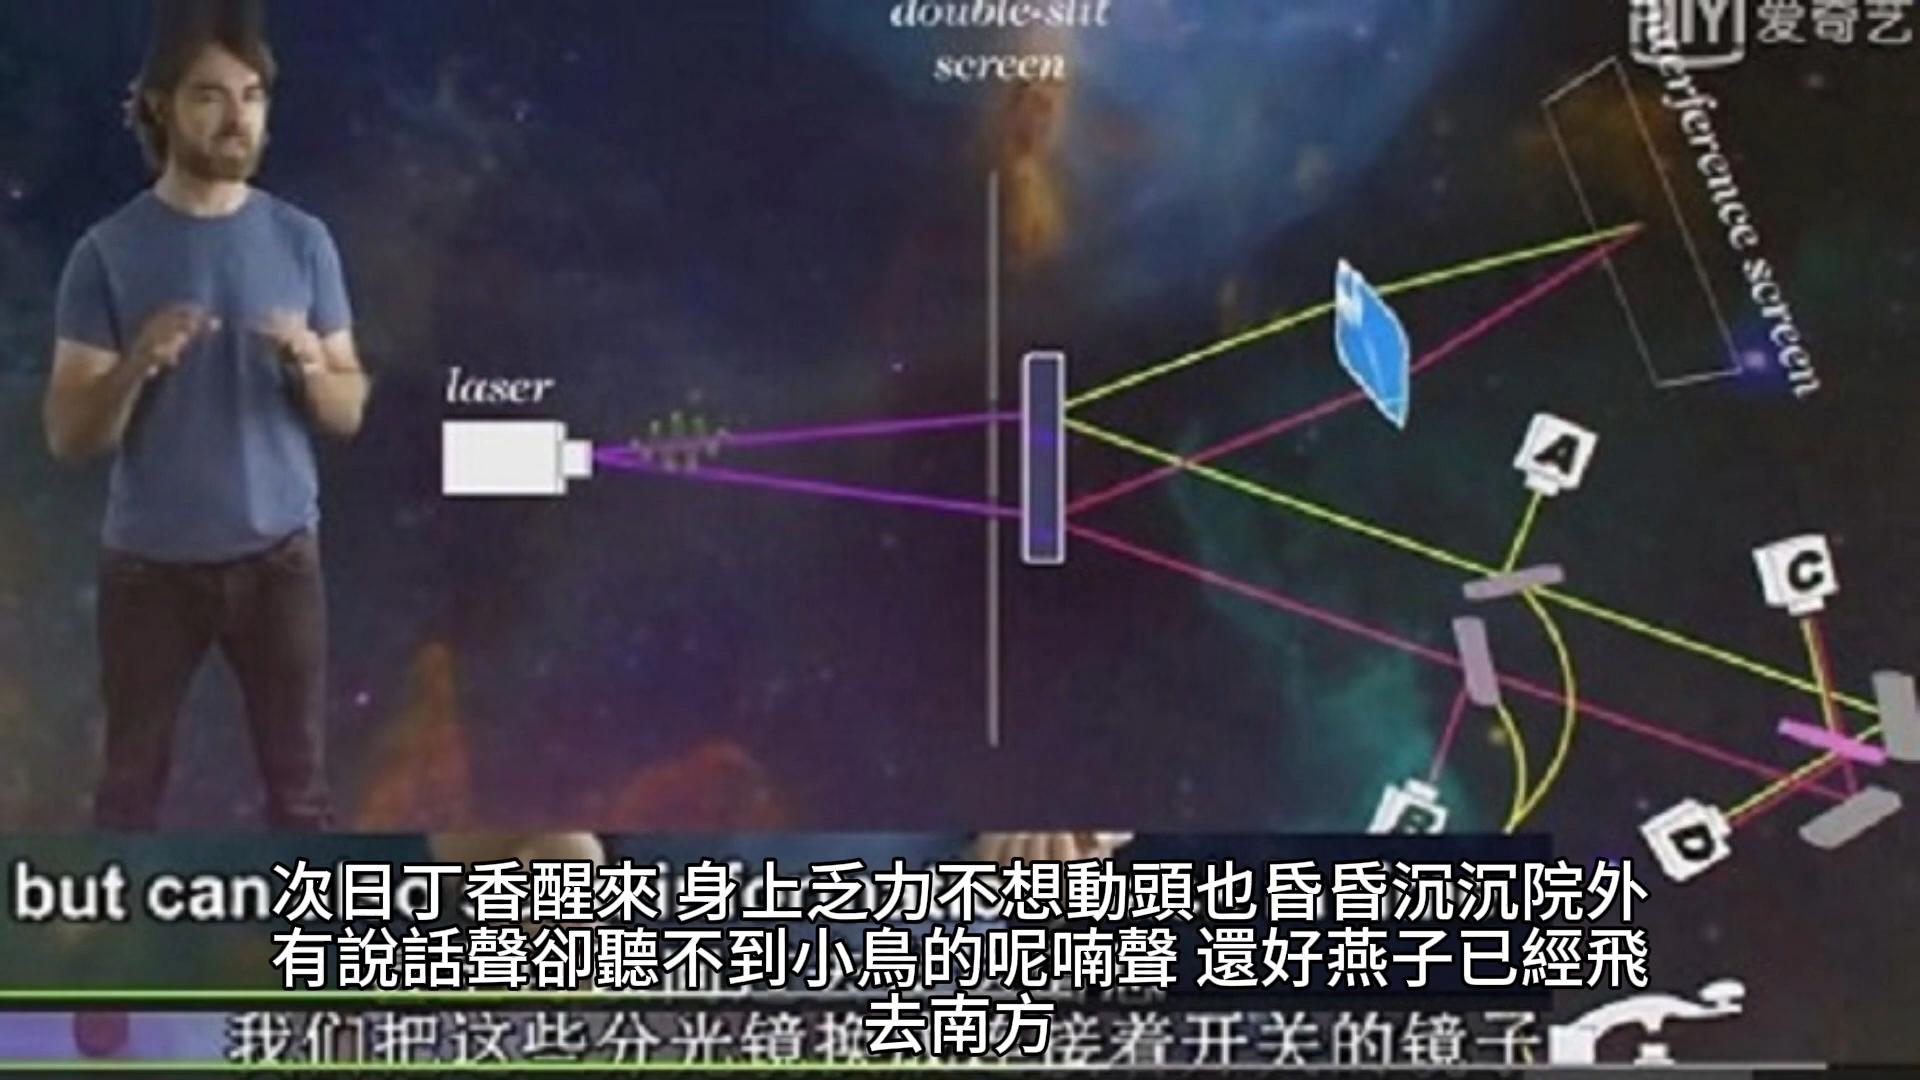 double-slit
screen
爱奇艺
interference screen
laser
A
C
B
D
but can
次日丁香醒來 身上乏力不想動頭也昏昏沉沉院外
有說話聲卻聽不到小鳥的呢喃聲 還好燕子已經飛
去南方
我们把这些分光镜换 接着开关的镜子